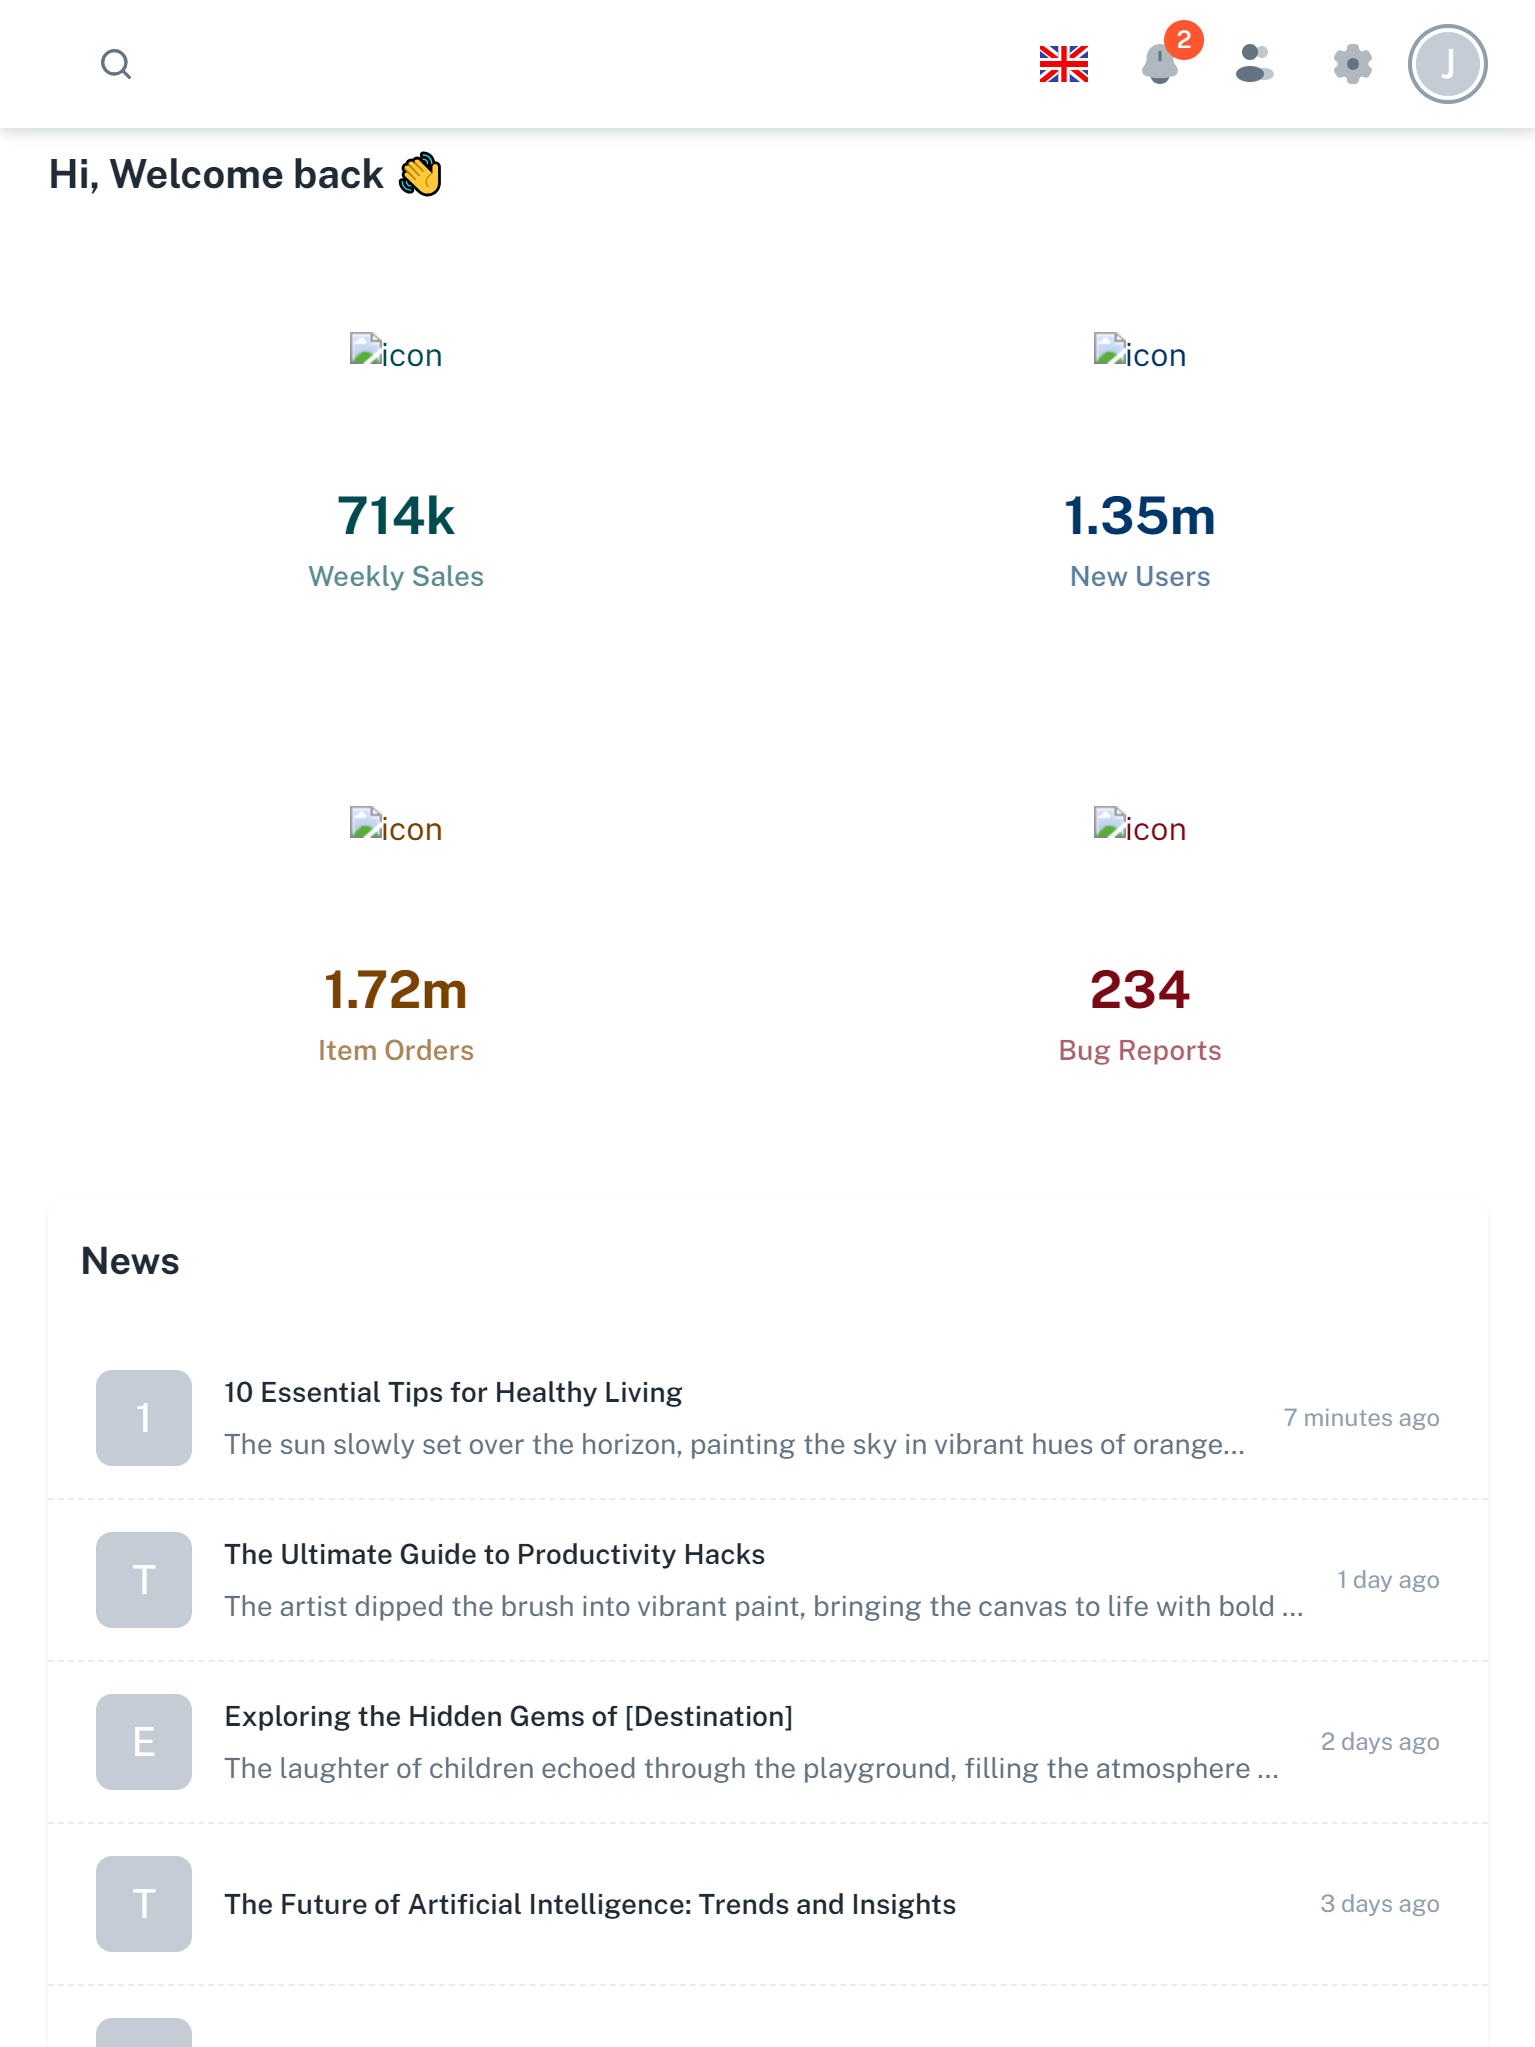 2
J
Hi, Welcome back 👋
icon
icon
714k
1.35m
Weekly Sales
New Users
icon
icon
1.72m
234
Item Orders
Bug Reports
News
1
10 Essential Tips for Healthy Living
The sun slowly set over the horizon, painting the sky in vibrant hues of orange...
7 minutes ago
T
The Ultimate Guide to Productivity Hacks
The artist dipped the brush into vibrant paint, bringing the canvas to life with bold ...
1 day ago
E
Exploring the Hidden Gems of [Destination]
The laughter of children echoed through the playground, filling the atmosphere ...
2 days ago
T
The Future of Artificial Intelligence: Trends and Insights
3 days ago